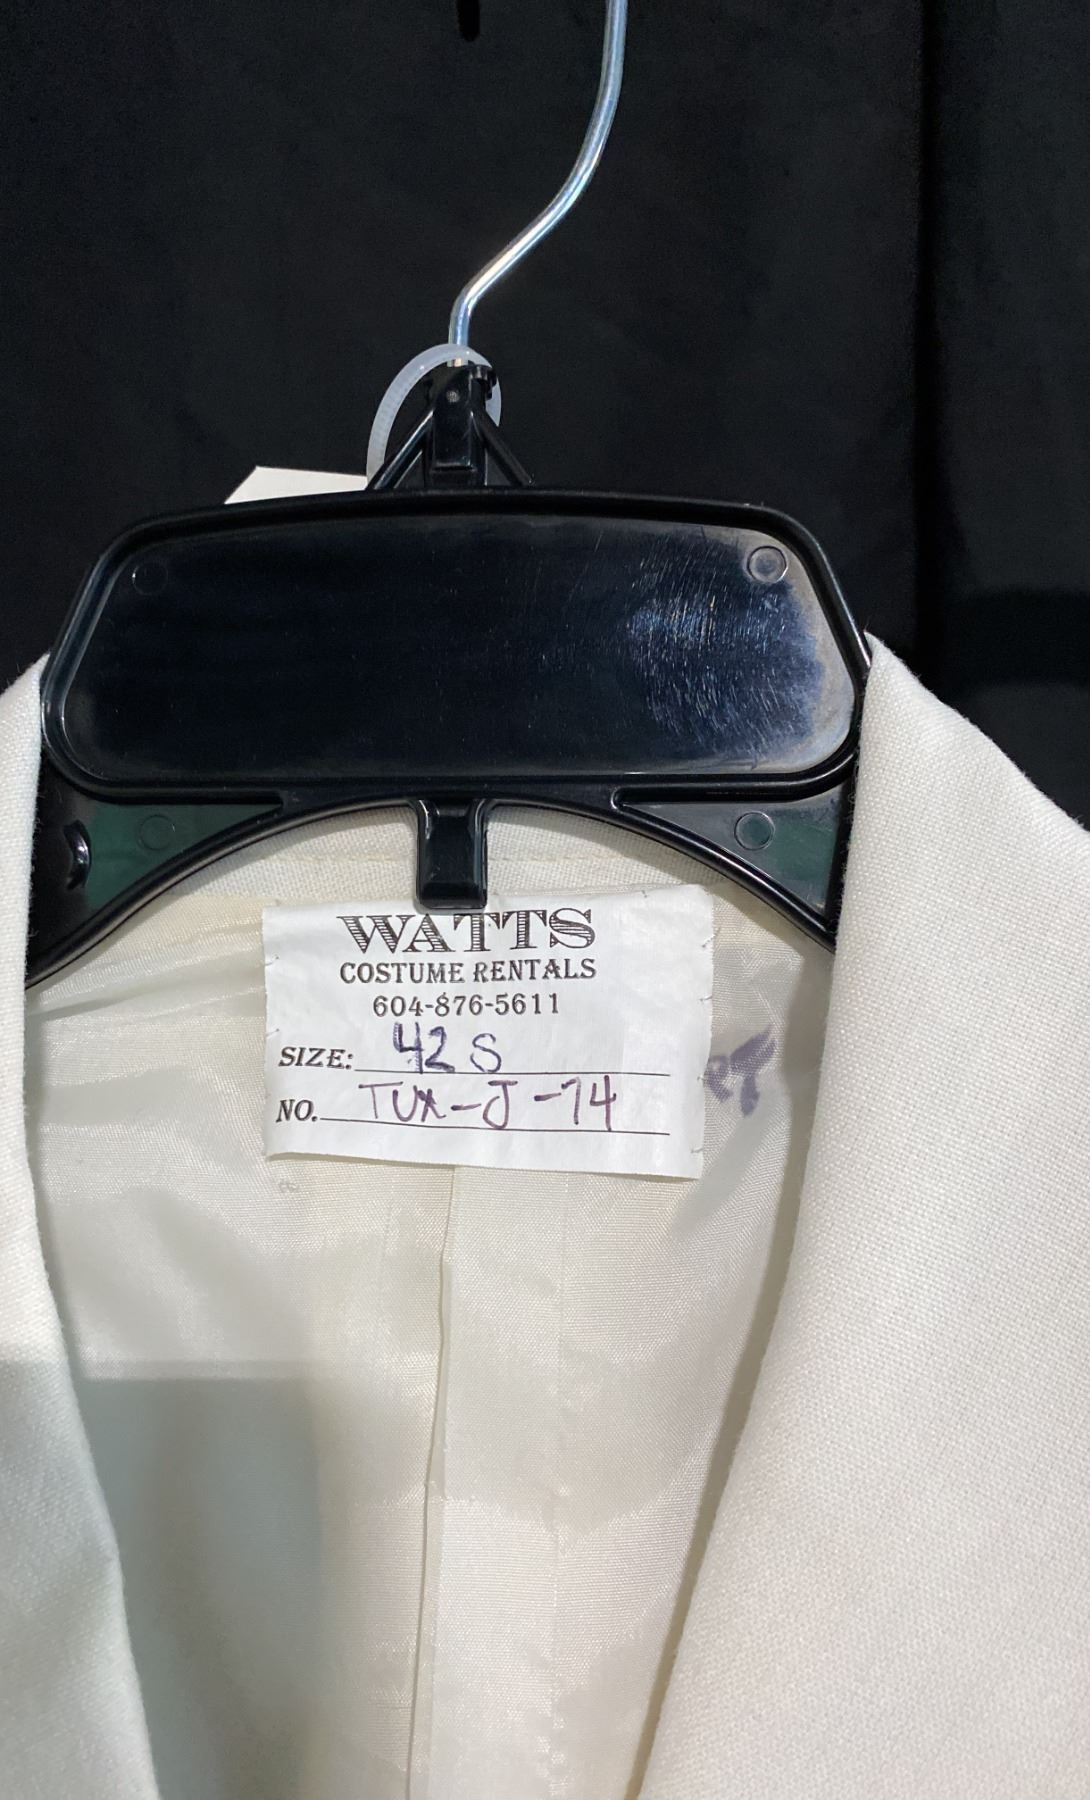 WATTS
COSTUME RENTALS
604-876-5611
SIZE: 42 S
NO. TUX-J-74